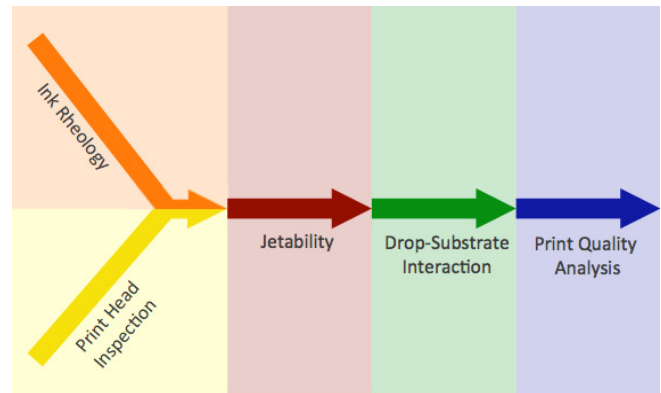 Ink Rheology
Print Head
Inspection
Jetability
Drop-Substrate
Interaction
Print Quality
Analysis